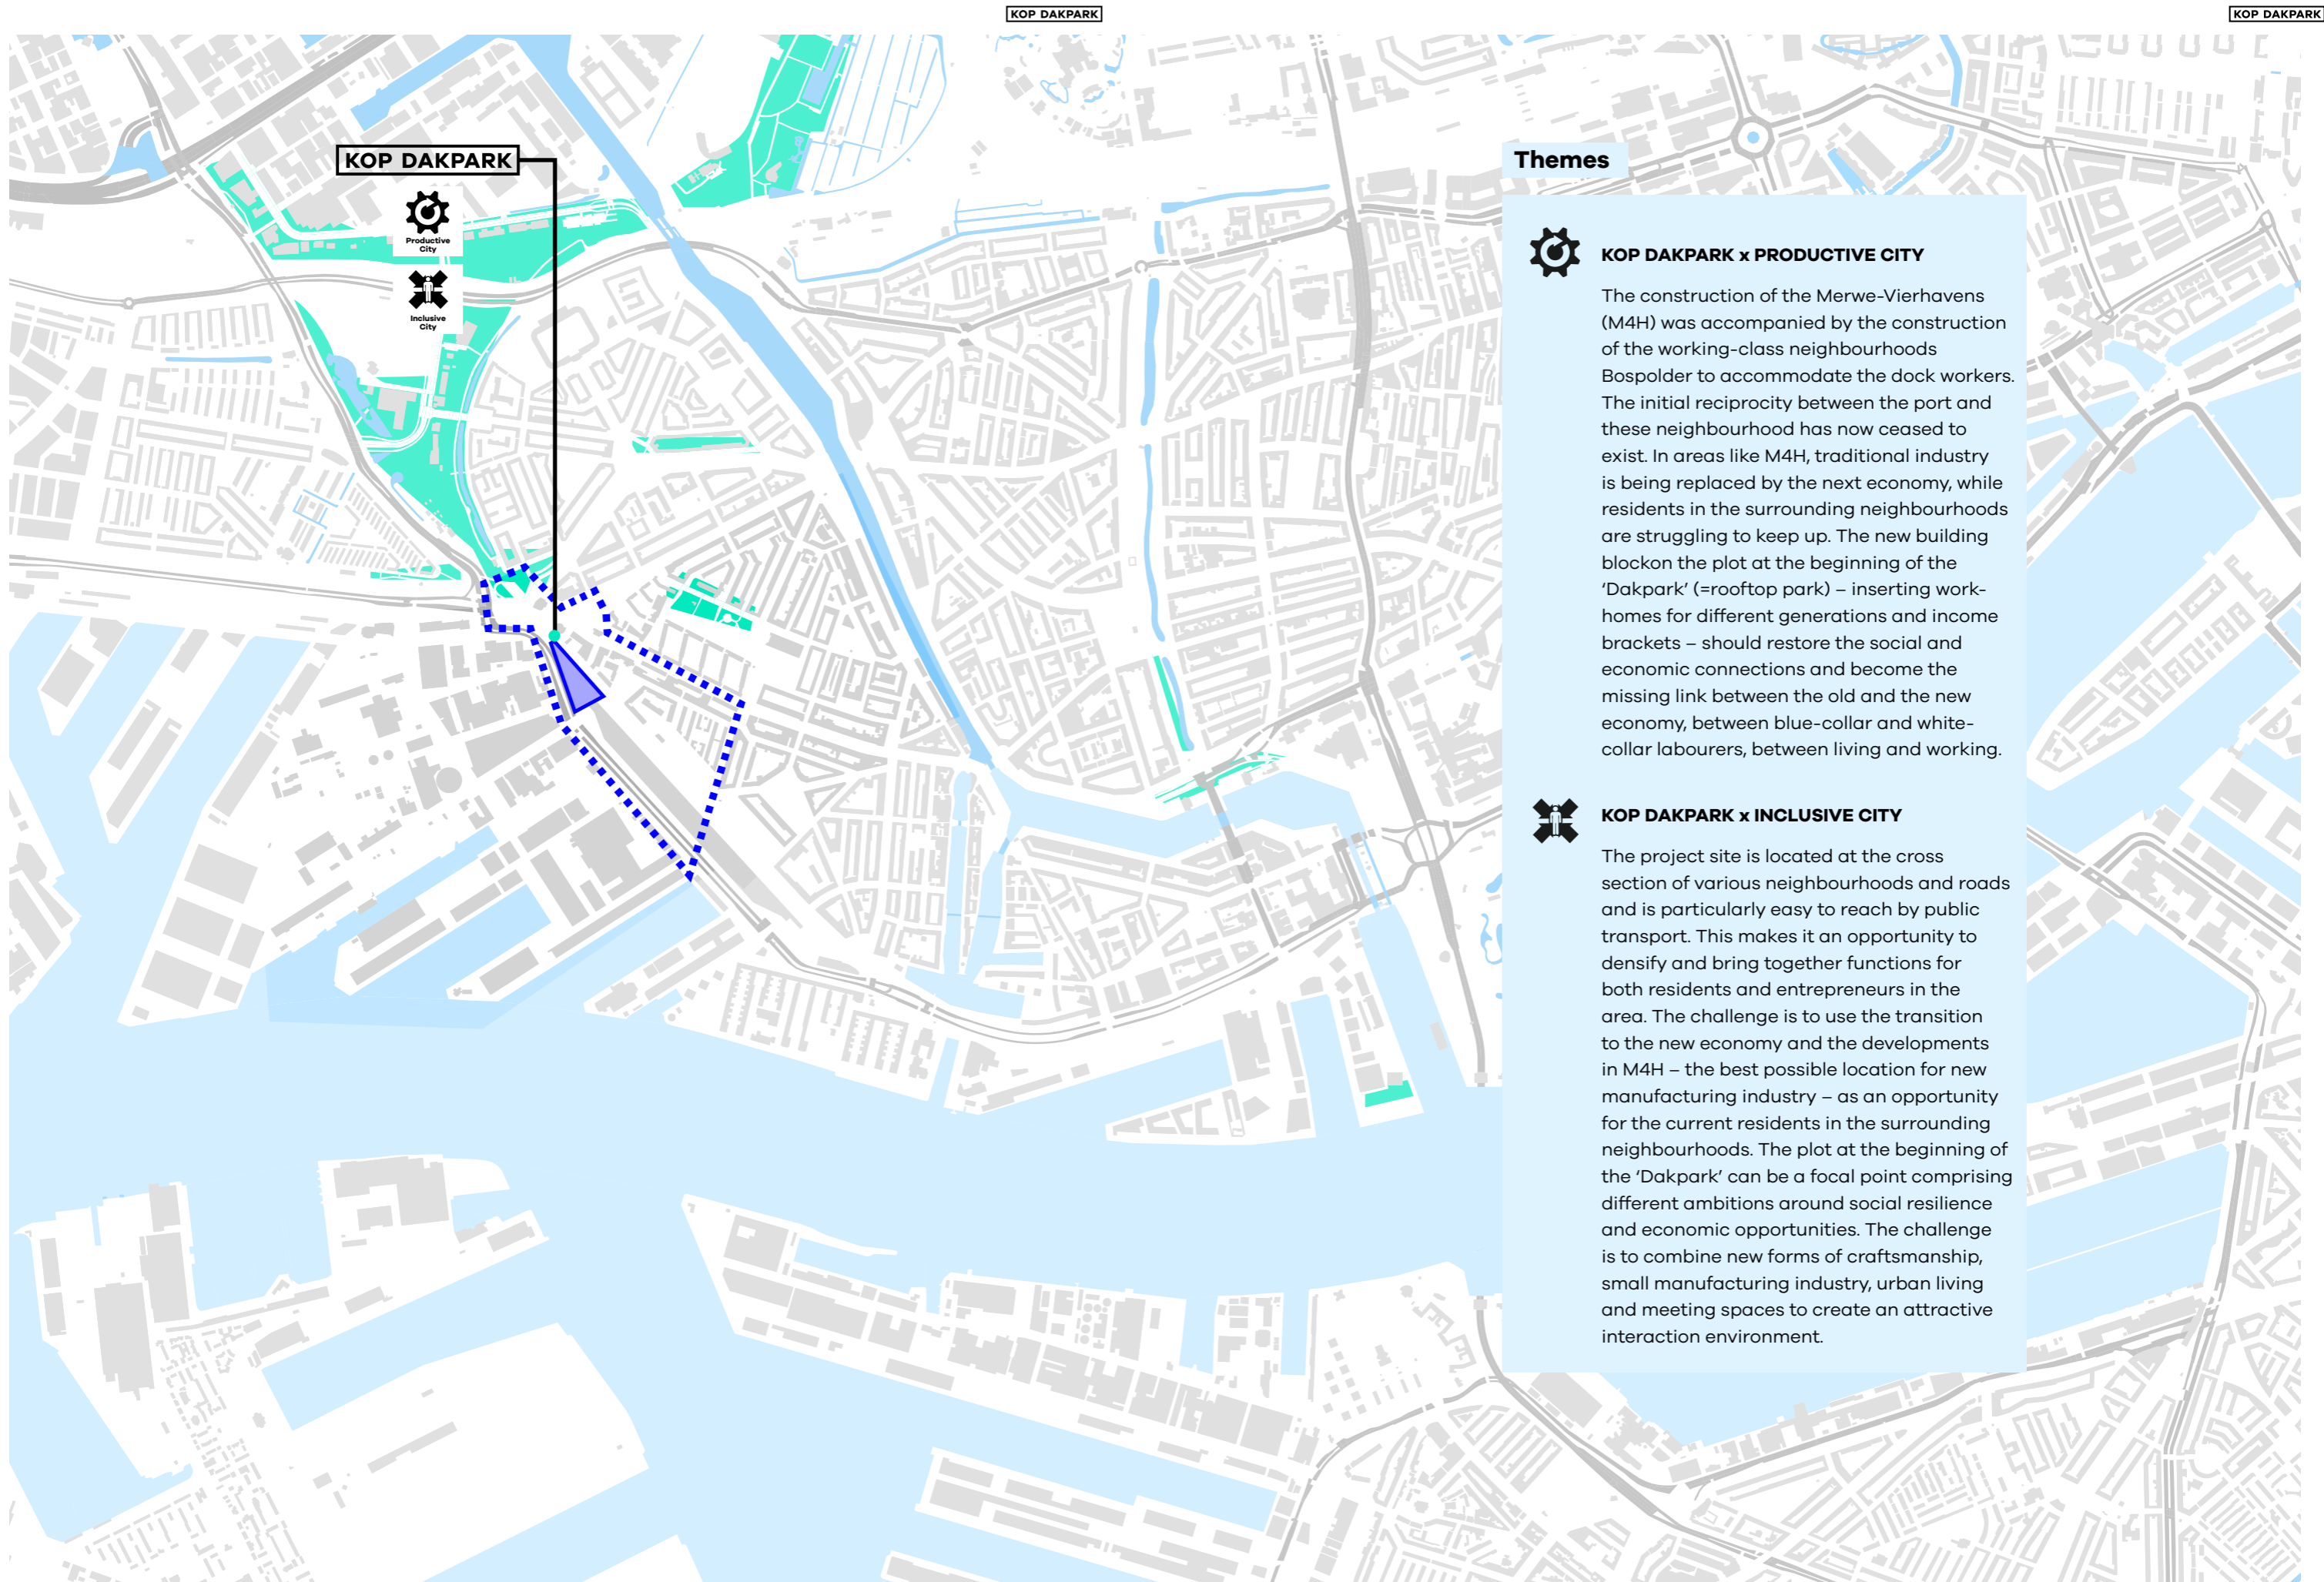 KOP DAKPARK
KOP DAKPARK
KOP DAKPARK
Productive
City
Inclusive
City
Themes
KOP DAKPARK x PRODUCTIVE CITY
The construction of the Merwe-Vierhavens
(M4H) was accompanied by the construction
of the working-class neighbourhoods
Bospolder to accommodate the dock workers.
The initial reciprocity between the port and
these neighbourhood has now ceased to
exist. In areas like M4H, traditional industry
is being replaced by the next economy, while
residents in the surrounding neighbourhoods
are struggling to keep up. The new building
blockon the plot at the beginning of the
‘Dakpark’ (=rooftop park) – inserting work-
homes for different generations and income
brackets – should restore the social and
economic connections and become the
missing link between the old and the new
economy, between blue-collar and white-
collar labourers, between living and working.
KOP DAKPARK x INCLUSIVE CITY
The project site is located at the cross
section of various neighbourhoods and roads
and is particularly easy to reach by public
transport. This makes it an opportunity to
densify and bring together functions for
both residents and entrepreneurs in the
area. The challenge is to use the transition
to the new economy and the developments
in M4H – the best possible location for new
manufacturing industry – as an opportunity
for the current residents in the surrounding
neighbourhoods. The plot at the beginning of
the ‘Dakpark’ can be a focal point comprising
different ambitions around social resilience
and economic opportunities. The challenge
is to combine new forms of craftsmanship,
small manufacturing industry, urban living
and meeting spaces to create an attractive
interaction environment.